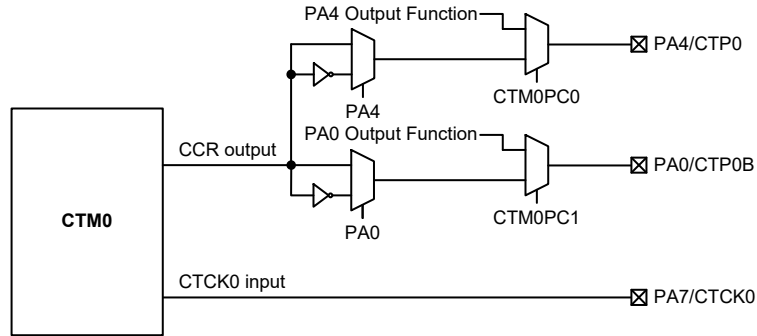 PA4 Output Function
PA4/CTP0
PA4
CTM0PC0
PA0 Output Function
CCR output
PA0/CTP0B
CTM0
PA0
CTM0PC1
CTCK0 input
PA7/CTCK0